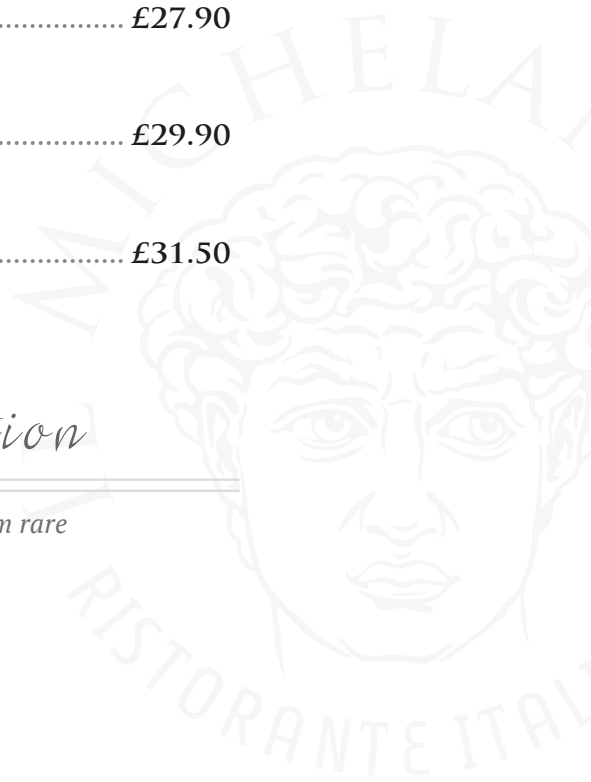 ................ £27.90
................ £29.90
................ £31.50
tion
m rare
MICHELA
RISTORANTE ITAL